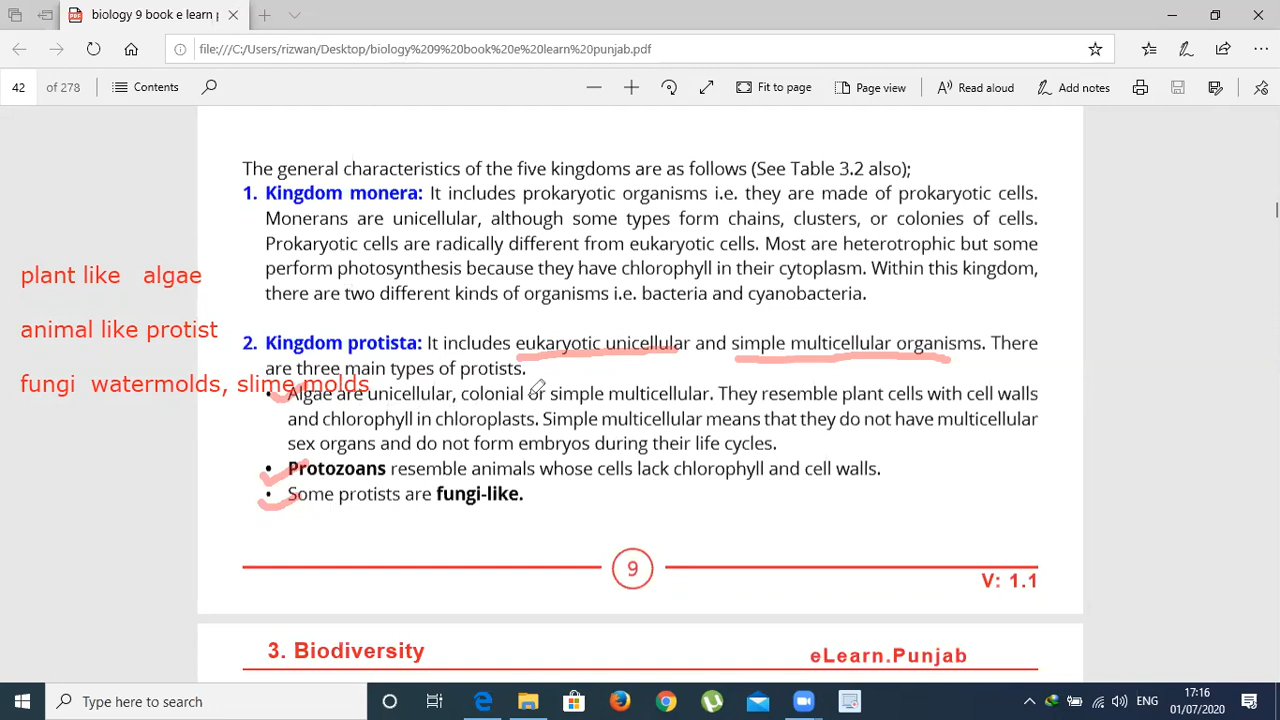 biology 9 book e learn p
file:///C:/Users/rizwan/Desktop/biology%209%20book%20e%20learn%20punjab.pdf
42 of 278 Contents Fit to page Page view Read aloud Add notes
The general characteristics of the five kingdoms are as follows (See Table 3.2 also);
1. Kingdom monera: It includes prokaryotic organisms i.e. they are made of prokaryotic cells.
Monerans are unicellular, although some types form chains, clusters, or colonies of cells.
Prokaryotic cells are radically different from eukaryotic cells. Most are heterotrophic but some
perform photosynthesis because they have chlorophyll in their cytoplasm. Within this kingdom,
there are two different kinds of organisms i.e. bacteria and cyanobacteria.
plant like algae
animal like protist
fungi watermolds, slime molds
2. Kingdom protista: It includes eukaryotic unicellular and simple multicellular organisms. There
are three main types of protists.
• Algae are unicellular, colonial or simple multicellular. They resemble plant cells with cell walls
and chlorophyll in chloroplasts. Simple multicellular means that they do not have multicellular
sex organs and do not form embryos during their life cycles.
• Protozoans resemble animals whose cells lack chlorophyll and cell walls.
• Some protists are fungi-like.
9
V: 1.1
3. Biodiversity
eLearn.Punjab
Type here to search
ENG
17:16
01/07/2020